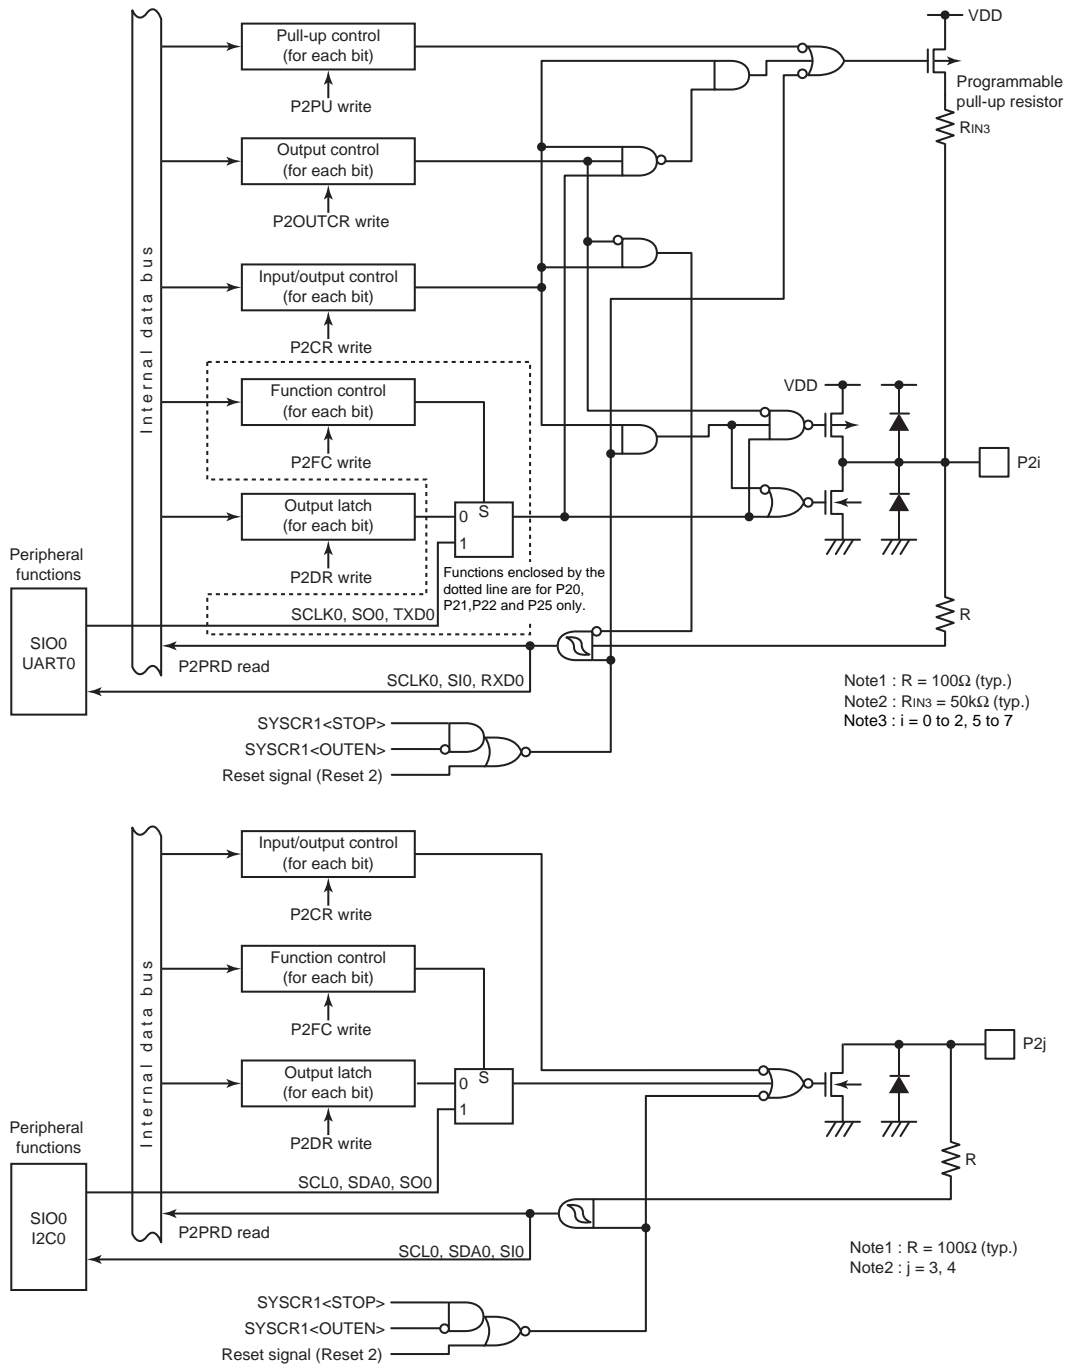 VDD
Pull-up control
(for each bit)
P2PU write
Programmable
pull-up resistor
RIN3
Output control
(for each bit)
P2OUTCR write
Internal data bus
Input/output control
(for each bit)
P2CR write
Function control
(for each bit)
P2FC write
VDD
P2i
Output latch
(for each bit)
P2DR write
S
0
1
Functions enclosed by the
dotted line are for P20,
P21,P22 and P25 only.
Peripheral
functions
SIO0
UART0
SCLK0, SO0, TXD0
P2PRD read
SCLK0, SI0, RXD0
R
SYSCR1<STOP>
SYSCR1<OUTEN>
Reset signal (Reset 2)
Note1 : R = 100Ω (typ.)
Note2 : RIN3 = 50kΩ (typ.)
Note3 : i = 0 to 2, 5 to 7
Internal data bus
Input/output control
(for each bit)
P2CR write
Function control
(for each bit)
P2FC write
Output latch
(for each bit)
P2DR write
S
0
1
P2j
Peripheral
functions
SIO0
I2C0
SCL0, SDA0, SO0
P2PRD read
SCL0, SDA0, SI0
R
SYSCR1<STOP>
SYSCR1<OUTEN>
Reset signal (Reset 2)
Note1 : R = 100Ω (typ.)
Note2 : j = 3, 4